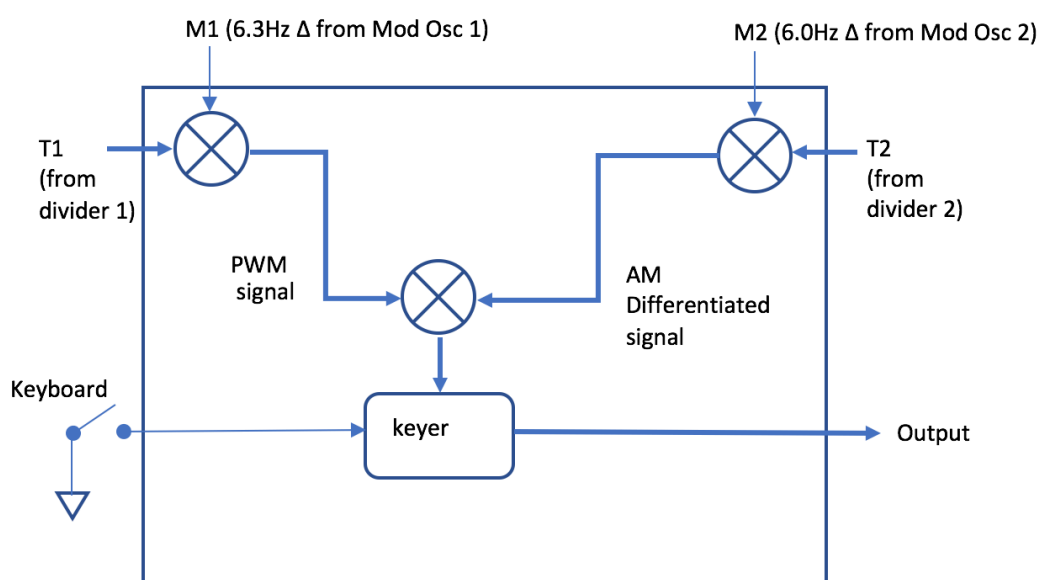 M1 (6.3Hz Δ from Mod Osc 1)
M2 (6.0Hz Δ from Mod Osc 2)
T1
(from
divider 1)
T2
(from
divider 2)
PWM
signal
AM
Differentiated
signal
Keyboard
keyer
Output